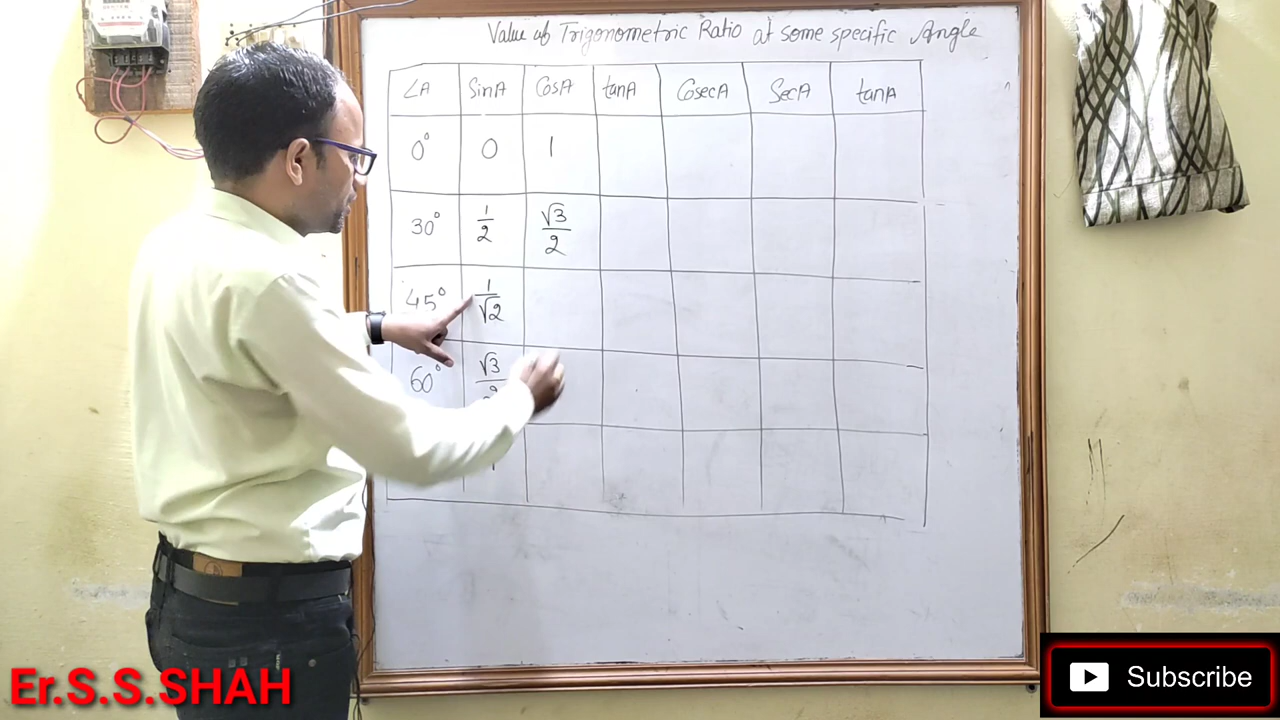 Value of Trigonometric Ratio at some specific Angle
∠A SinA CosA tanA CosecA SecA tanA
0° 0 1
30° 1/2 √3/2
45° 1/√2
60° √3/2
Er.S.S.SHAH
Subscribe